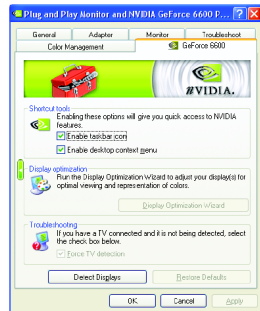 Plug and Play Monitor and NVIDIA GeForce 6600 P...
General
Adapter
Monitor
Troubleshoot
Color Management
GeForce 6600
NVIDIA.
Shortcut tools
Enabling these options will give you quick access to NVIDIA
features.
Enable taskbar icon
Enable desktop context menu
Display optimization
Run the Display Optimization Wizard to adjust your display(s) for
optimal viewing and representation of colors.
Display Optimization Wizard
Troubleshooting
If you have a TV connected and it is not being detected, select
the check box below.
Force TV detection
Detect Displays
Restore Defaults
OK
Cancel
Apply